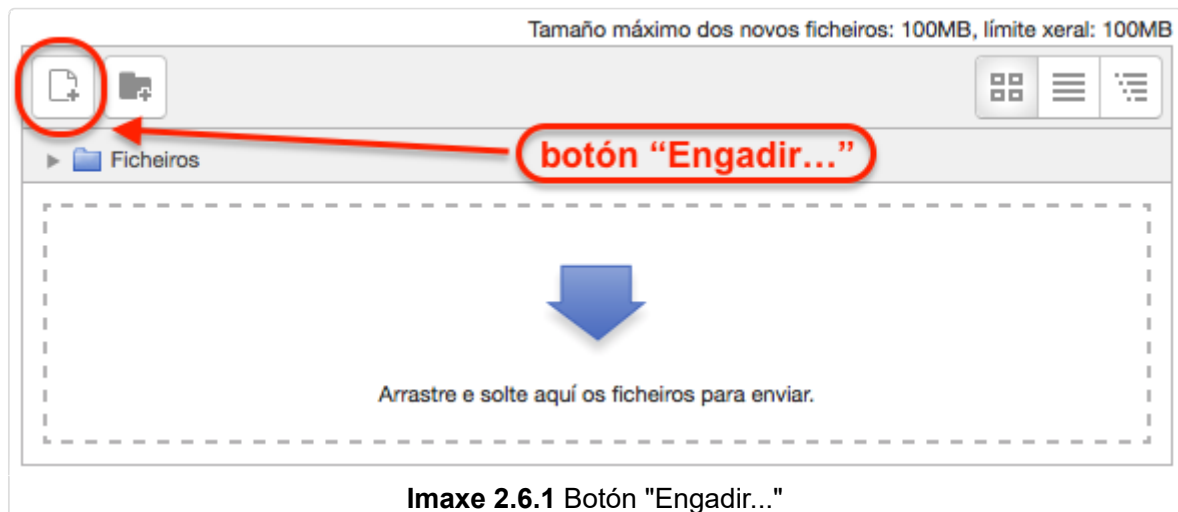 Tamaño máximo dos novos ficheiros: 100MB, límite xeral: 100MB
botón “Engadir…”
Ficheiros
Arrastre e solte aquí os ficheiros para enviar.
Imaxe 2.6.1 Botón "Engadir..."